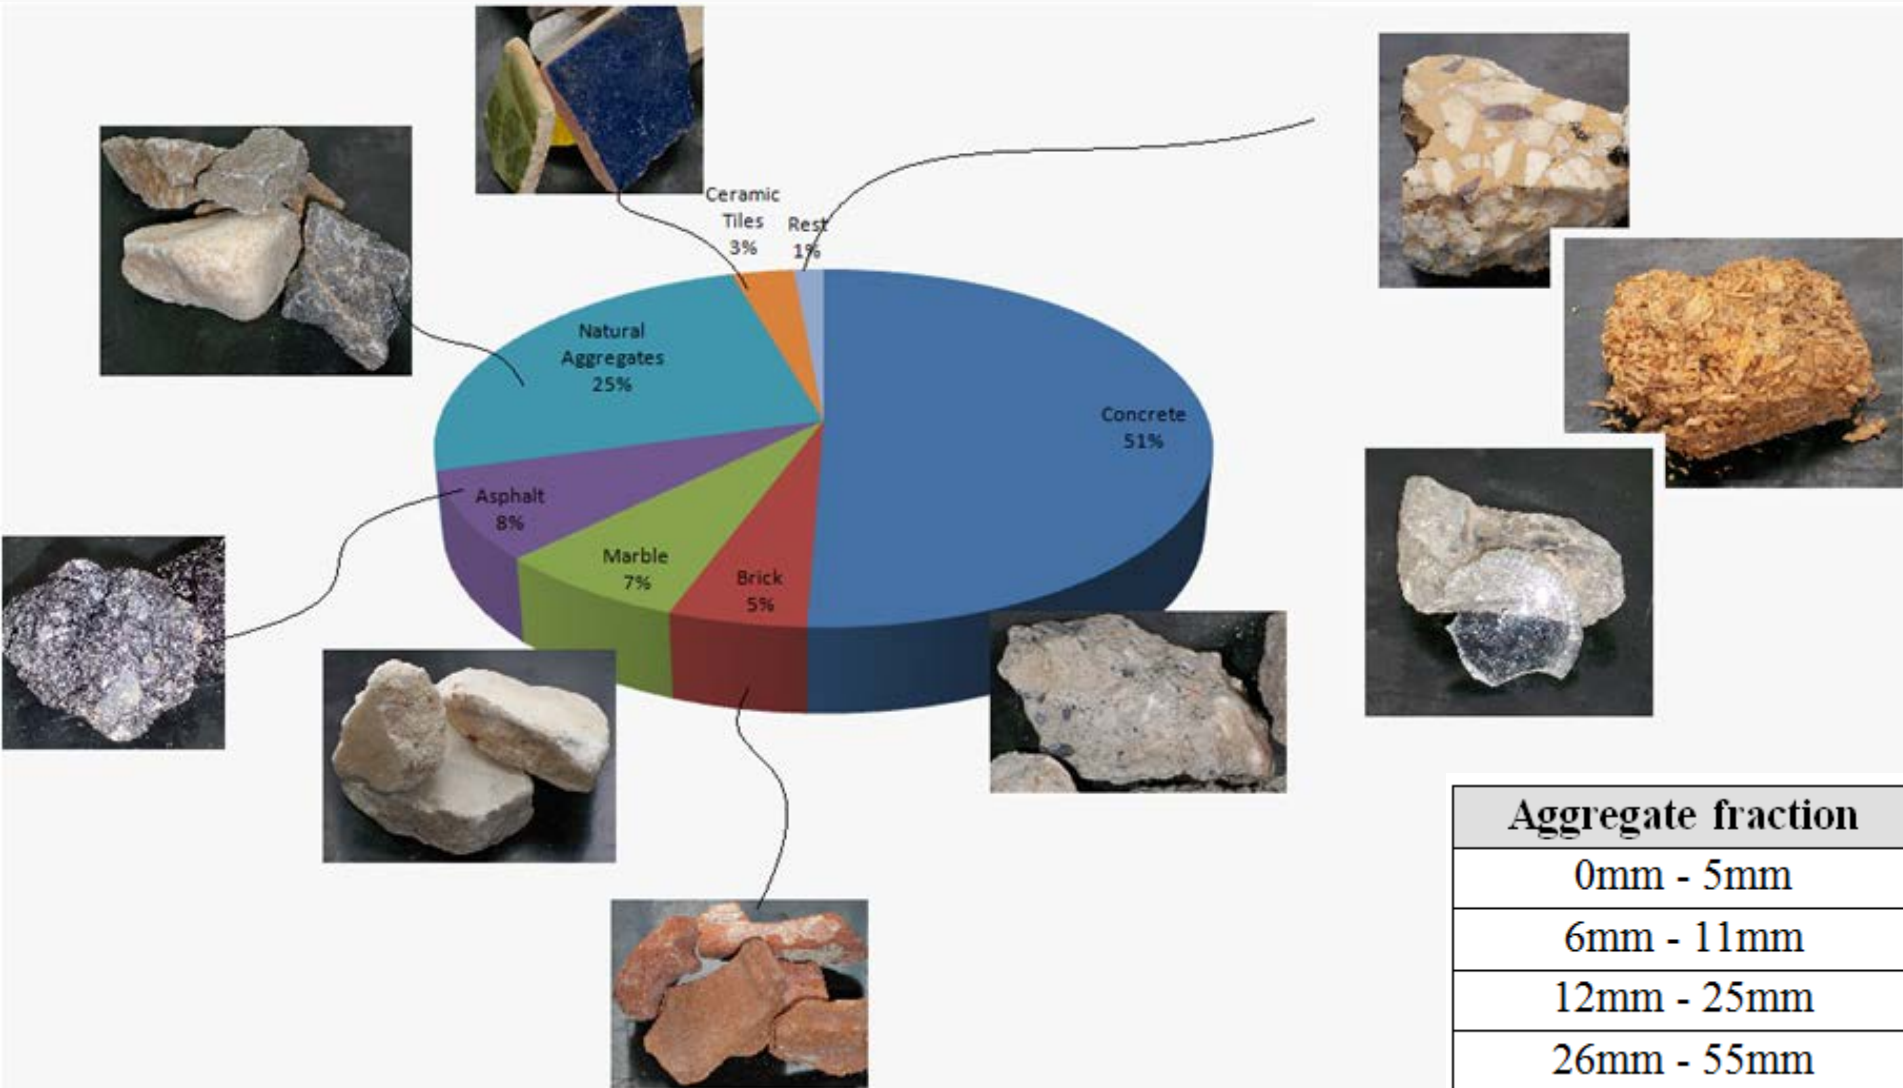 Ceramic
Tiles
3%
Rest
1%
Natural
Aggregates
25%
Concrete
51%
Asphalt
8%
Marble
7%
Brick
5%
Aggregate fraction
0mm - 5mm
6mm - 11mm
12mm - 25mm
26mm - 55mm